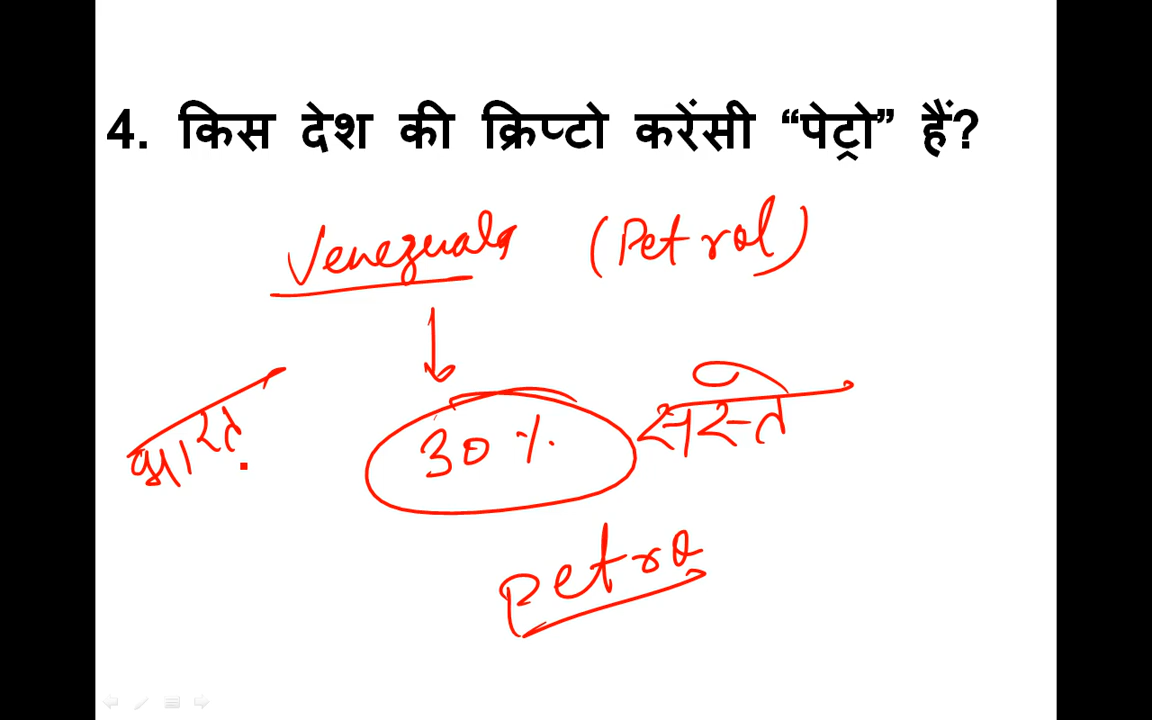 4. किस देश की क्रिप्टो करेंसी “पेट्रो” हैं?
Venezuala (Petrol)
भारत 30 % सस्ते
Petro